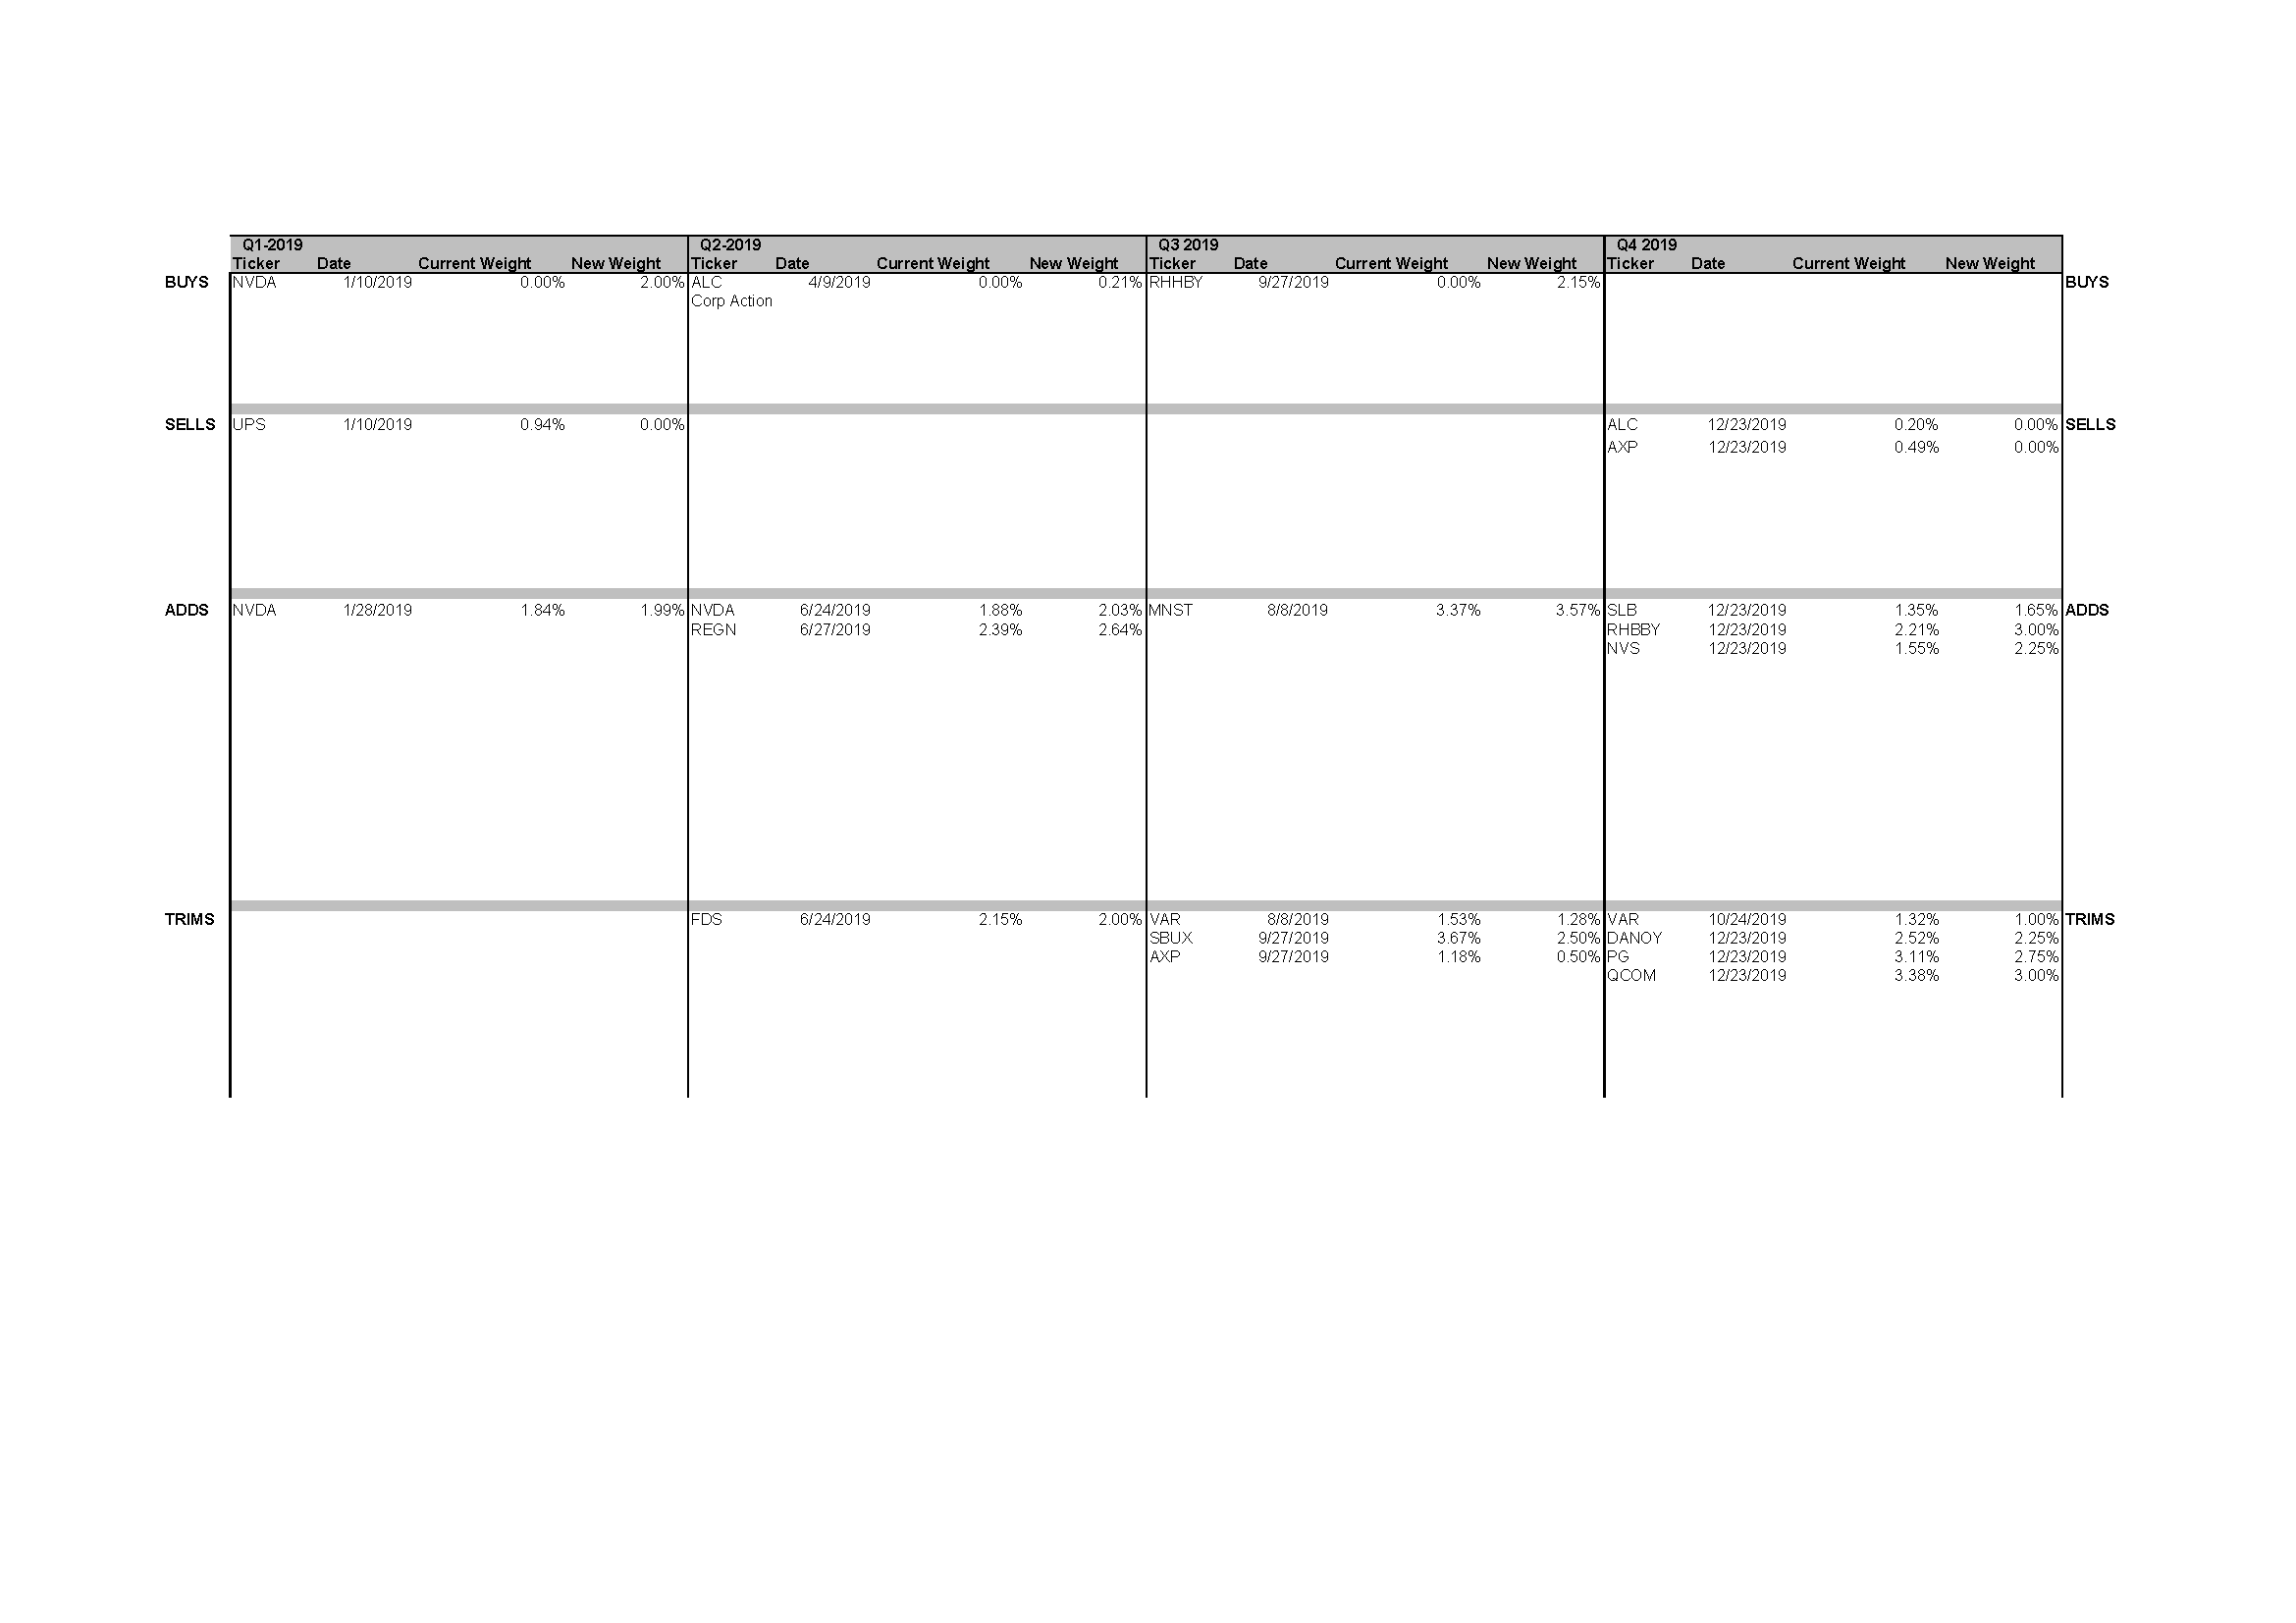 Q1-2019 Q2-2019 Q3 2019 Q4 2019
Ticker Date Current Weight New Weight Ticker Date Current Weight New Weight Ticker Date Current Weight New Weight Ticker Date Current Weight New Weight
BUYS NVDA 1/10/2019 0.00% 2.00% ALC 4/9/2019 0.00% 0.21% RHHBY 9/27/2019 0.00% 2.15% BUYS
Corp Action
SELLS UPS 1/10/2019 0.94% 0.00% ALC 12/23/2019 0.20% 0.00% SELLS
AXP 12/23/2019 0.49% 0.00%
ADDS NVDA 1/28/2019 1.84% 1.99% NVDA 6/24/2019 1.88% 2.03% MNST 8/8/2019 3.37% 3.57% SLB 12/23/2019 1.35% 1.65% ADDS
REGN 6/27/2019 2.39% 2.64% RHBBY 12/23/2019 2.21% 3.00%
NVS 12/23/2019 1.55% 2.25%
TRIMS FDS 6/24/2019 2.15% 2.00% VAR 8/8/2019 1.53% 1.28% VAR 10/24/2019 1.32% 1.00% TRIMS
SBUX 9/27/2019 3.67% 2.50% DANOY 12/23/2019 2.52% 2.25%
AXP 9/27/2019 1.18% 0.50% PG 12/23/2019 3.11% 2.75%
QCOM 12/23/2019 3.38% 3.00%